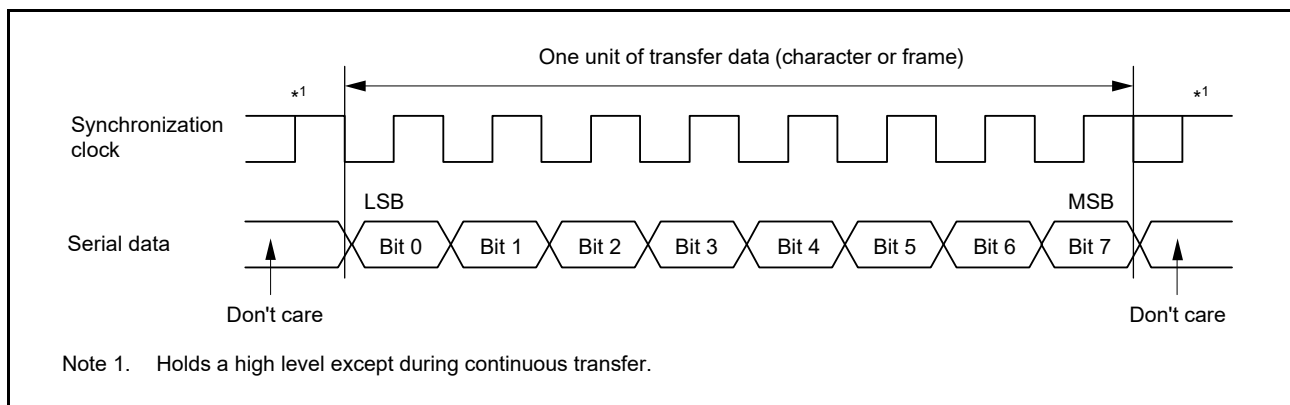 One unit of transfer data (character or frame)
*1 *1
Synchronization
clock
LSB MSB
Serial data Bit 0 Bit 1 Bit 2 Bit 3 Bit 4 Bit 5 Bit 6 Bit 7
Don't care Don't care
Note 1. Holds a high level except during continuous transfer.